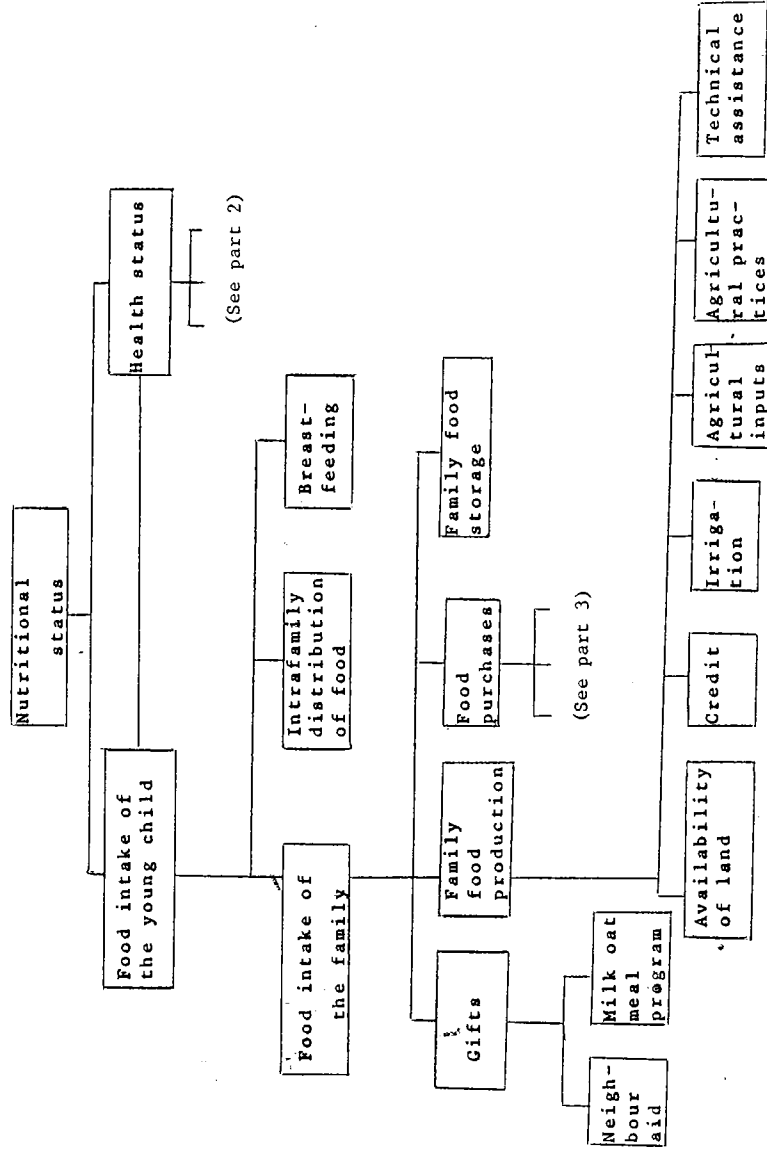 Nutritional
status
Food intake of
the young child
Health status
(See part 2)
Food intake of
the family
Intrafamily
distribution
of food
Breast-
feeding
Gifts
Family
food
production
Food
purchases
(See part 3)
Family food
storage
Neigh-
bour
aid
Milk oat
meal
program
Availability
of land
Credit
Irriga-
tion
Agricul-
tural
inputs
Agricultu-
ral prac-
tices
Technical
assistance